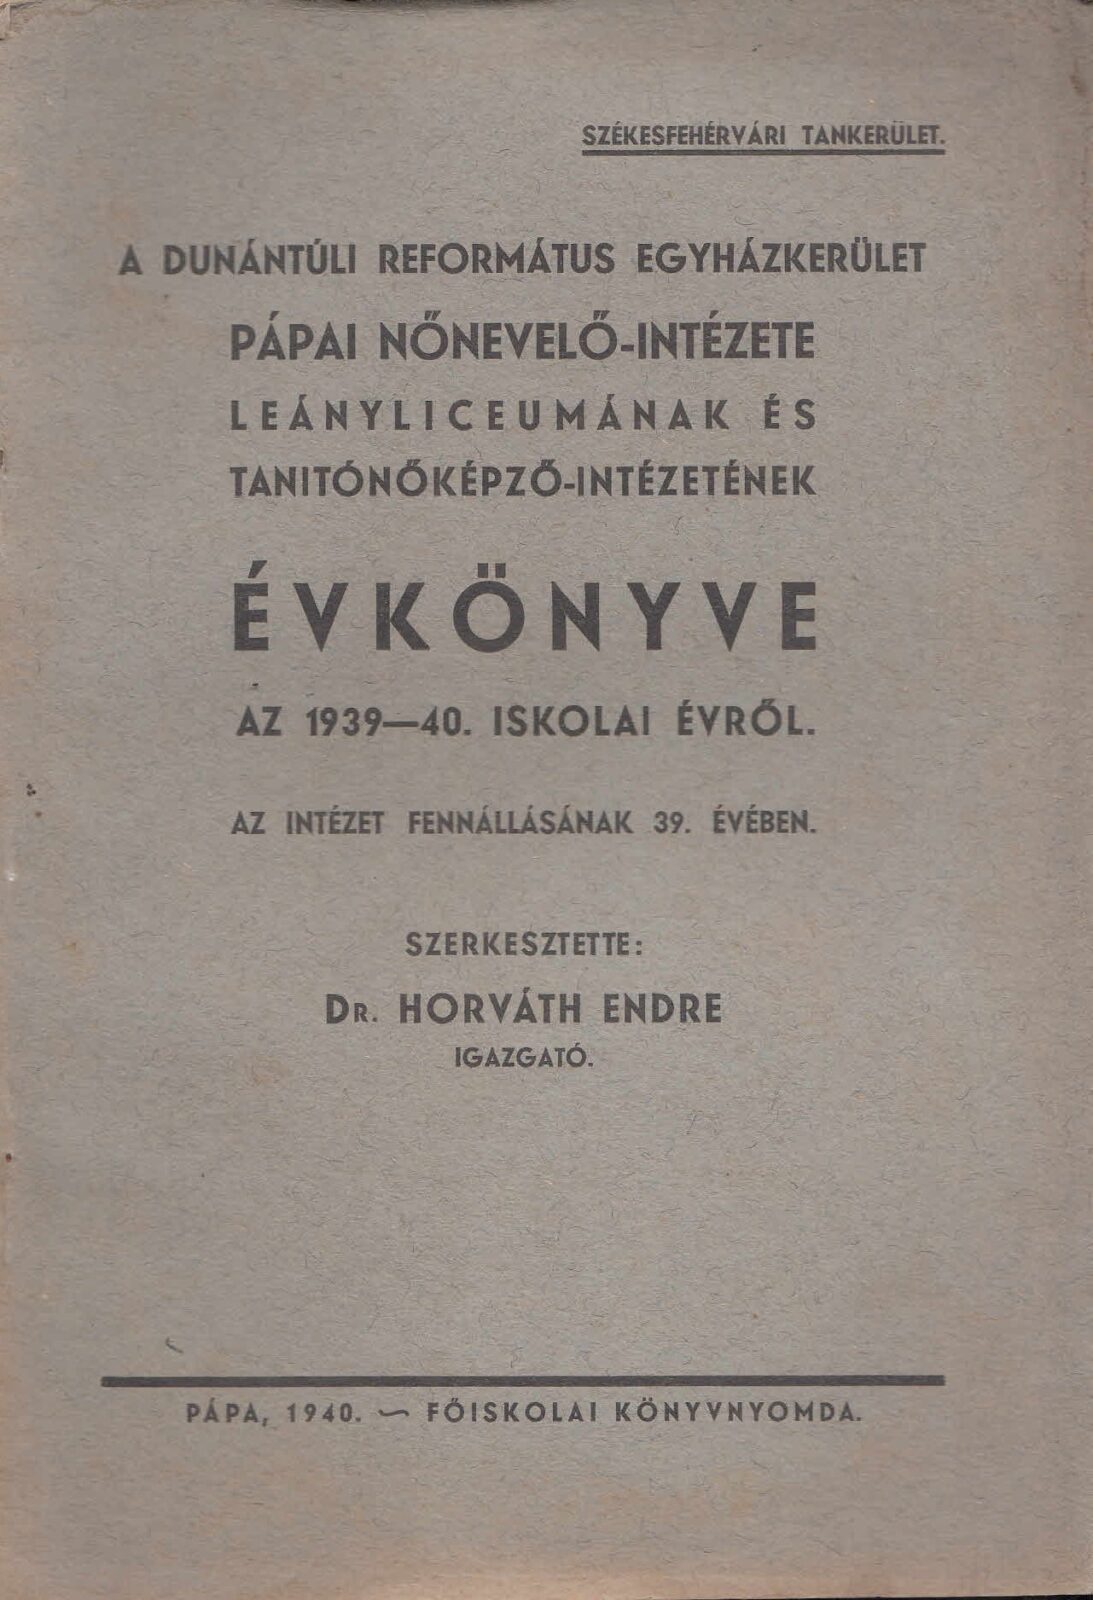 SZÉKESFEHÉRVÁRI TANKERÜLET.
A DUNÁNTÚLI REFORMÁTUS EGYHÁZKERÜLET
PÁPAI NŐNEVELŐ-INTÉZETE
LEÁNYLICEUMÁNAK ÉS
TANITÓNŐKÉPZŐ-INTÉZETÉNEK
ÉVKÖNYVE
AZ 1939—40. ISKOLAI ÉVRŐL.
AZ INTÉZET FENNÁLLÁSÁNAK 39. ÉVÉBEN.
SZERKESZTETTE:
DR. HORVÁTH ENDRE
IGAZGATÓ.
PÁPA, 1940. ~ FŐISKOLAI KÖNYVNYOMDA.